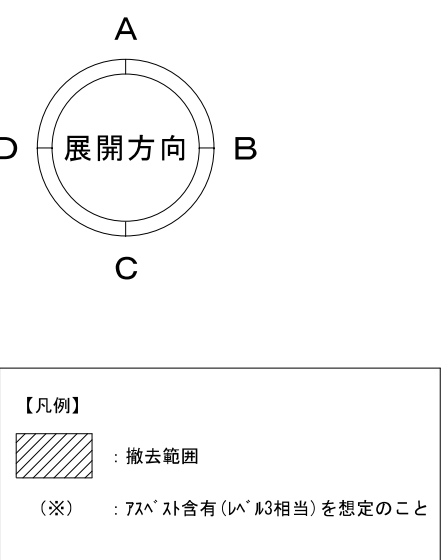 A
D 展開方向 B
C
【凡例】
：撤去範囲
（※） ：ｱｽﾍﾞｽﾄ含有(ﾚﾍﾞﾙ3相当)を想定のこと